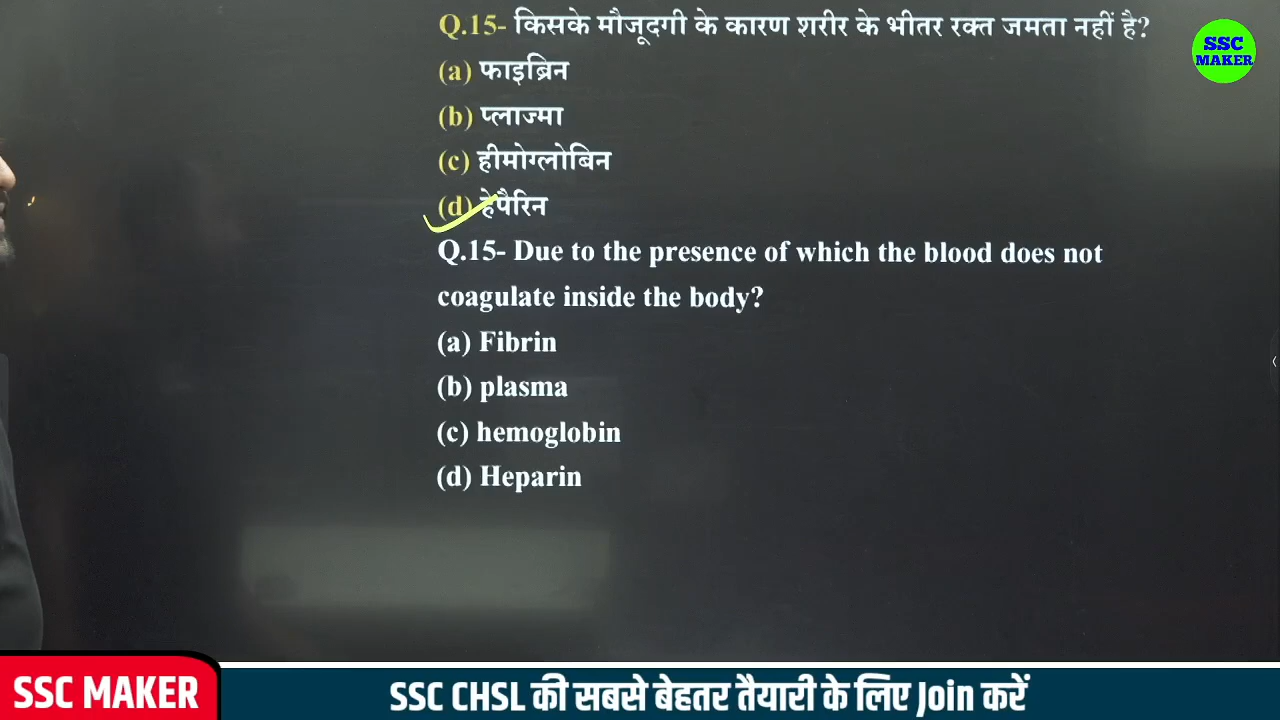 Q.15- किसके मौजूदगी के कारण शरीर के भीतर रक्त जमता नहीं है?
SSC
MAKER
(a) फाइब्रिन
(b) प्लाज्मा
(c) हीमोग्लोबिन
(d) हेपैरिन
Q.15- Due to the presence of which the blood does not
coagulate inside the body?
(a) Fibrin
(b) plasma
(c) hemoglobin
(d) Heparin
SSC MAKER
SSC CHSL की सबसे बेहतर तैयारी के लिए Join करें